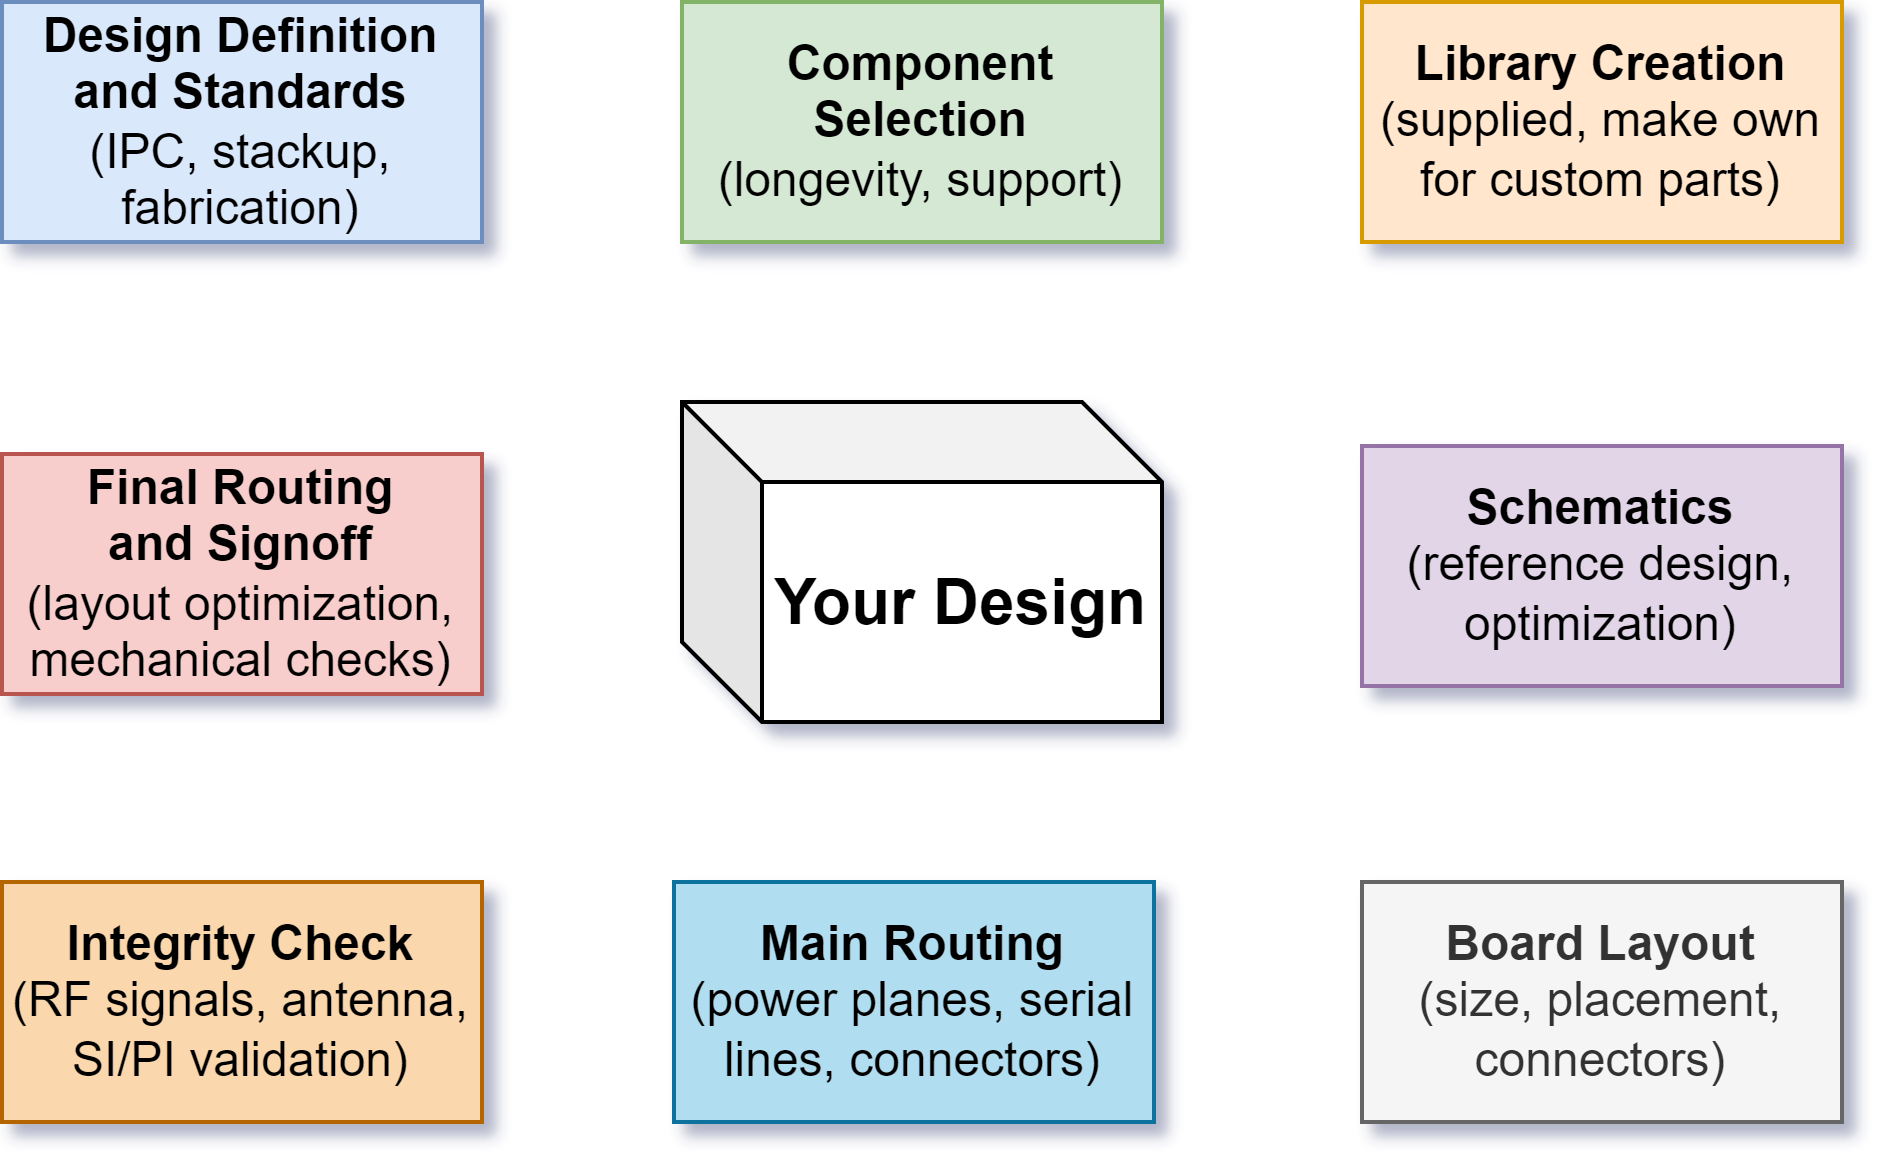 Design Definition
and Standards
(IPC, stackup,
fabrication)
Component
Selection
(longevity, support)
Library Creation
(supplied, make own
for custom parts)
Final Routing
and Signoff
(layout optimization,
mechanical checks)
Your Design
Schematics
(reference design,
optimization)
Integrity Check
(RF signals, antenna,
SI/PI validation)
Main Routing
(power planes, serial
lines, connectors)
Board Layout
(size, placement,
connectors)